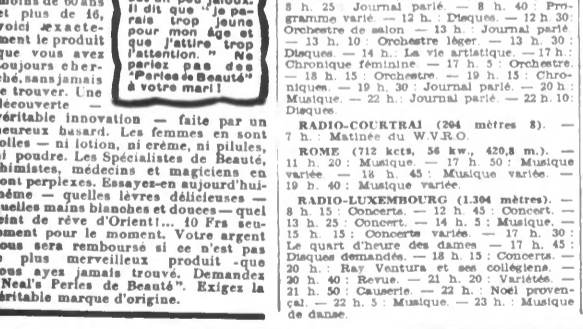 moins de 60 ans
et plus de 16,
voici exacte-
ment le produit
que vous avez
toujours cher-
ché, sans jamais
le trouver. Une
découverte —
véritable innovation — faite par un
heureux hasard. Les femmes en sont
folles — ni lotion, ni crème, ni pilules,
ni poudre. Les Spécialistes de Beauté,
chimistes, médecins et magiciens en
sont perplexes. Essayez-en aujourd'hui-
même — quelles lèvres délicieuses —
quelles mains blanches et douces — quel
teint de rêve d'Orient!... 10 Frs seu-
lement pour le moment. Votre argent
vous sera remboursé si ce n'est pas
le plus merveilleux produit que
vous ayez jamais trouvé. Demandez
"Neal's Perles de Beauté". Exigez la
véritable marque d'origine.
un peu jaloux.
Il dit que je pa-
rais trop jeune
pour mon âge et
que j'attire trop
l'attention. " Ne
parlez pas des
"Perles de Beauté"
à votre mari !
8 h. 25 : Journal parlé. — 8 h. 40 : Pro-
gramme varié. — 12 h. : Disques. — 12 h. 30:
Orchestre de salon — 13 h. : Journal parlé.
— 13 h. 10 : Orchestre léger. — 13 h. 30 :
Disques. — 14 h.: La vie artistique. — 17 h.:
Chronique féminine. — 17 h. 5 : Orchestre.
— 18 h. 15 : Orchestre. — 19 h. 15 : Chro-
niques. — 19 h. 30 : Journal parlé. — 20 h :
Musique. — 22 h.: Journal parlé. — 22 h. 10:
Disques.
RADIO-COURTRAI (204 mètres 8). —
7 h. : Matinée du W.V.R.O.
ROME (712 kcts, 56 kw., 420,8 m.). —
11 h. 20 : Musique. — 17 h. 50 : Musique
variée. — 18 h. 45 : Musique variée. —
19 h. 40 : Musique variée.
RADIO-LUXEMBOURG (1.304 mètres). —
8 h. 15 : Concerts. — 12 h. 45 : Concert. —
13 h. 25 : Concert. — 14 h. 5 : Musique. —
15 h. 15 : Concerts variés. — 17 h. 30 :
Le quart d'heure des dames — 17 h. 45 :
Disques demandés. — 18 h. 15 : Concerts. —
20 h. : Ray Ventura et ses collégiens. —
20 h. 40 : Revue. — 21 h. 20 : Variétés. —
21 h. 50 : Causerie. — 22 h. : Noël proven-
çal. — 22 h. 5 : Musique. — 23 h. : Musique
de danse.